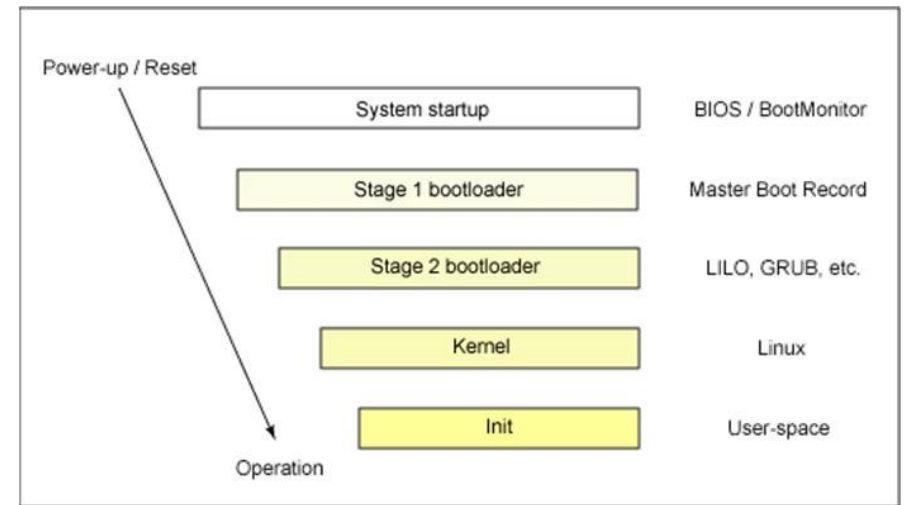 Power-up / Reset
System startup
BIOS / BootMonitor
Stage 1 bootloader
Master Boot Record
Stage 2 bootloader
LILO, GRUB, etc.
Kernel
Linux
Init
User-space
Operation